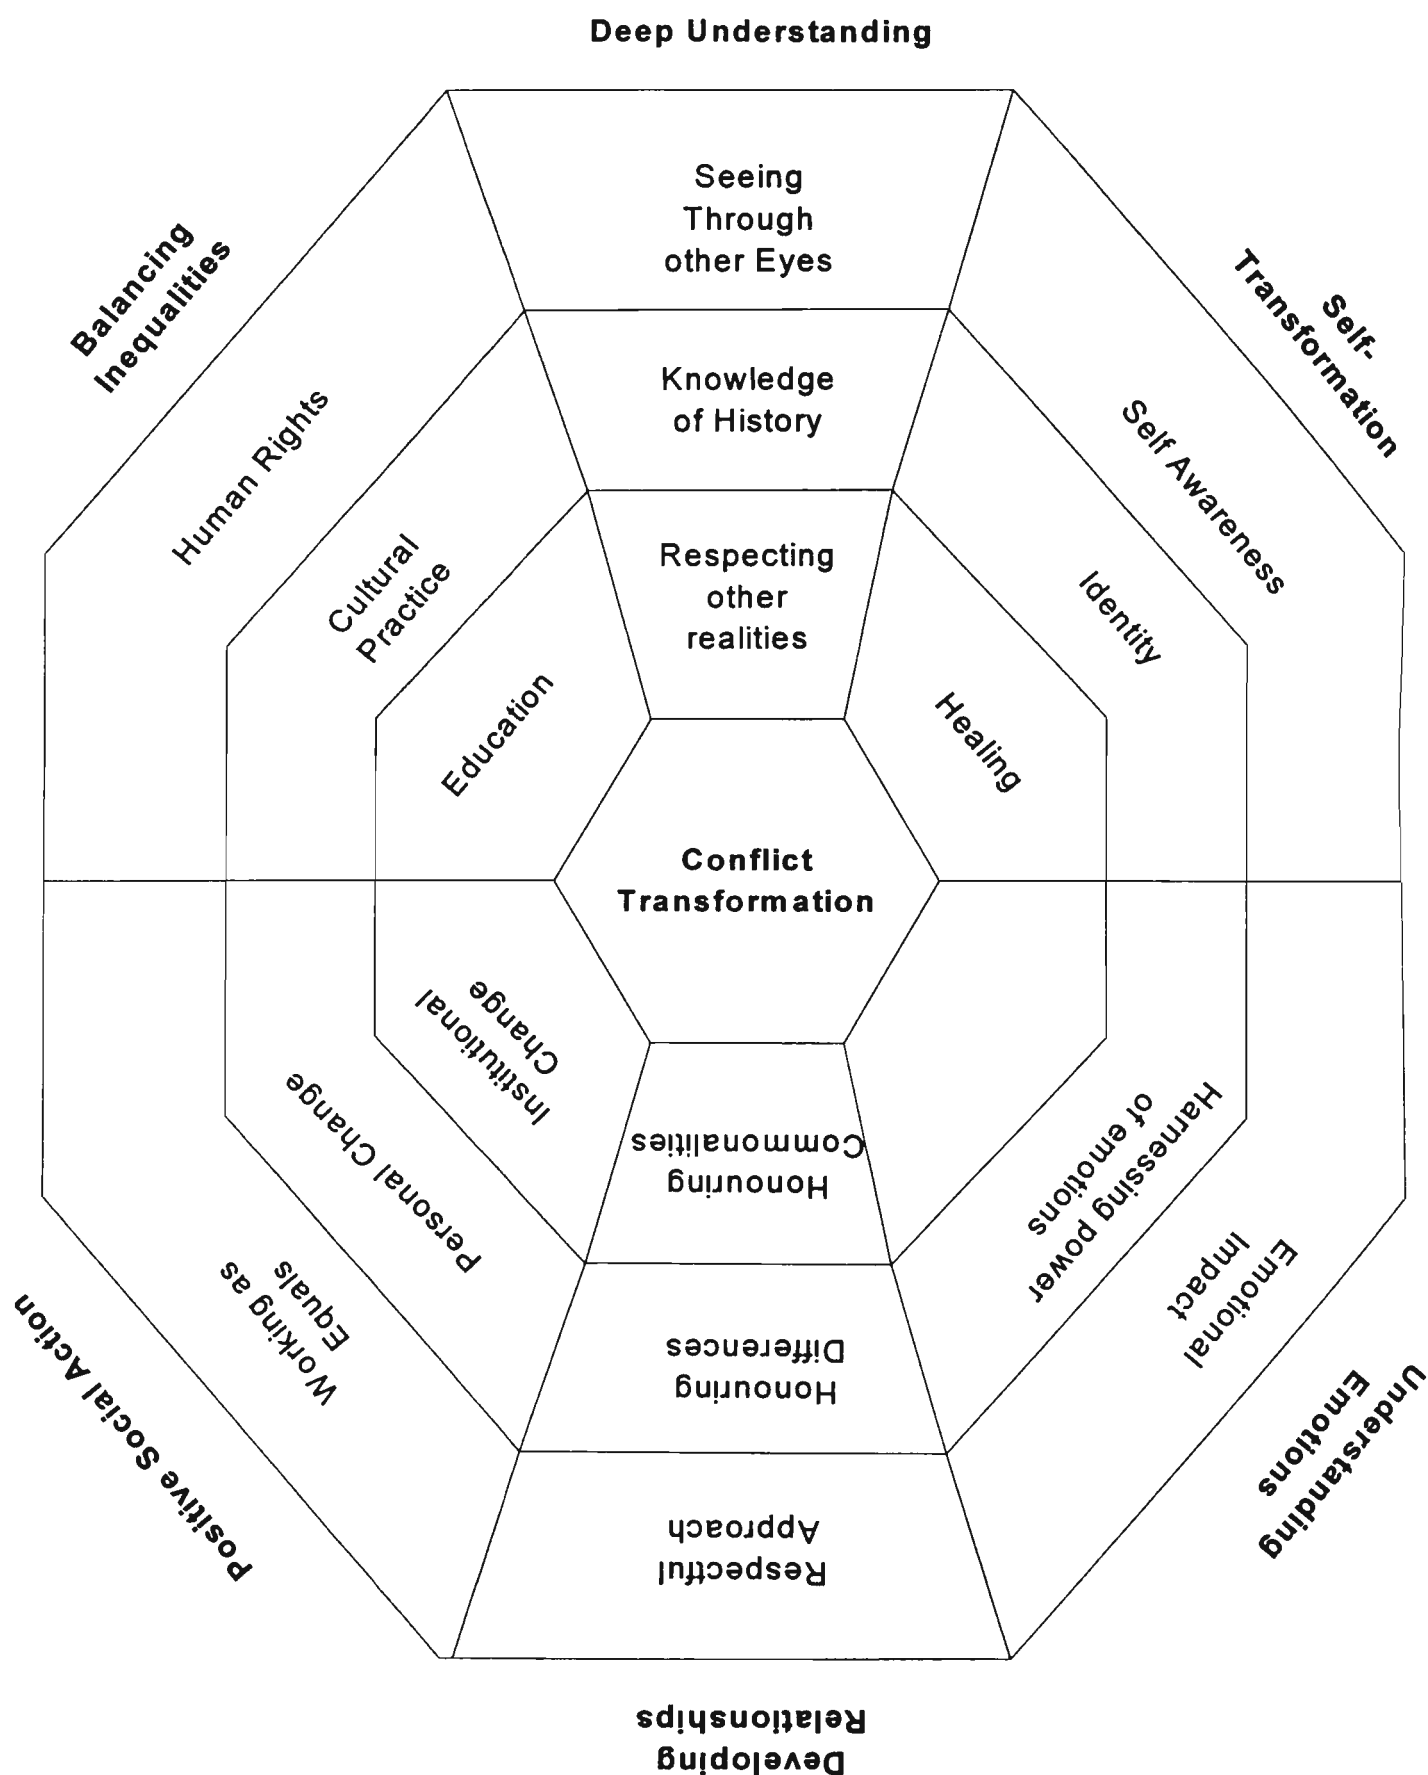 Deep Understanding
Seeing
Through
other Eyes
Knowledge
of History
Respecting
other
realities
Self-
Transformation
Self Awareness
Identity
Healing
Understanding
Emotions
Emotional
Impact
Harnessing power
of emotions
Developing
Relationships
Respectful
Approach
Honouring
Differences
Honouring
Commonalities
Positive Social Action
Working as
Equals
Personal Change
Institutional
Change
Balancing
Inequalities
Human Rights
Cultural
Practice
Education
Conflict
Transformation